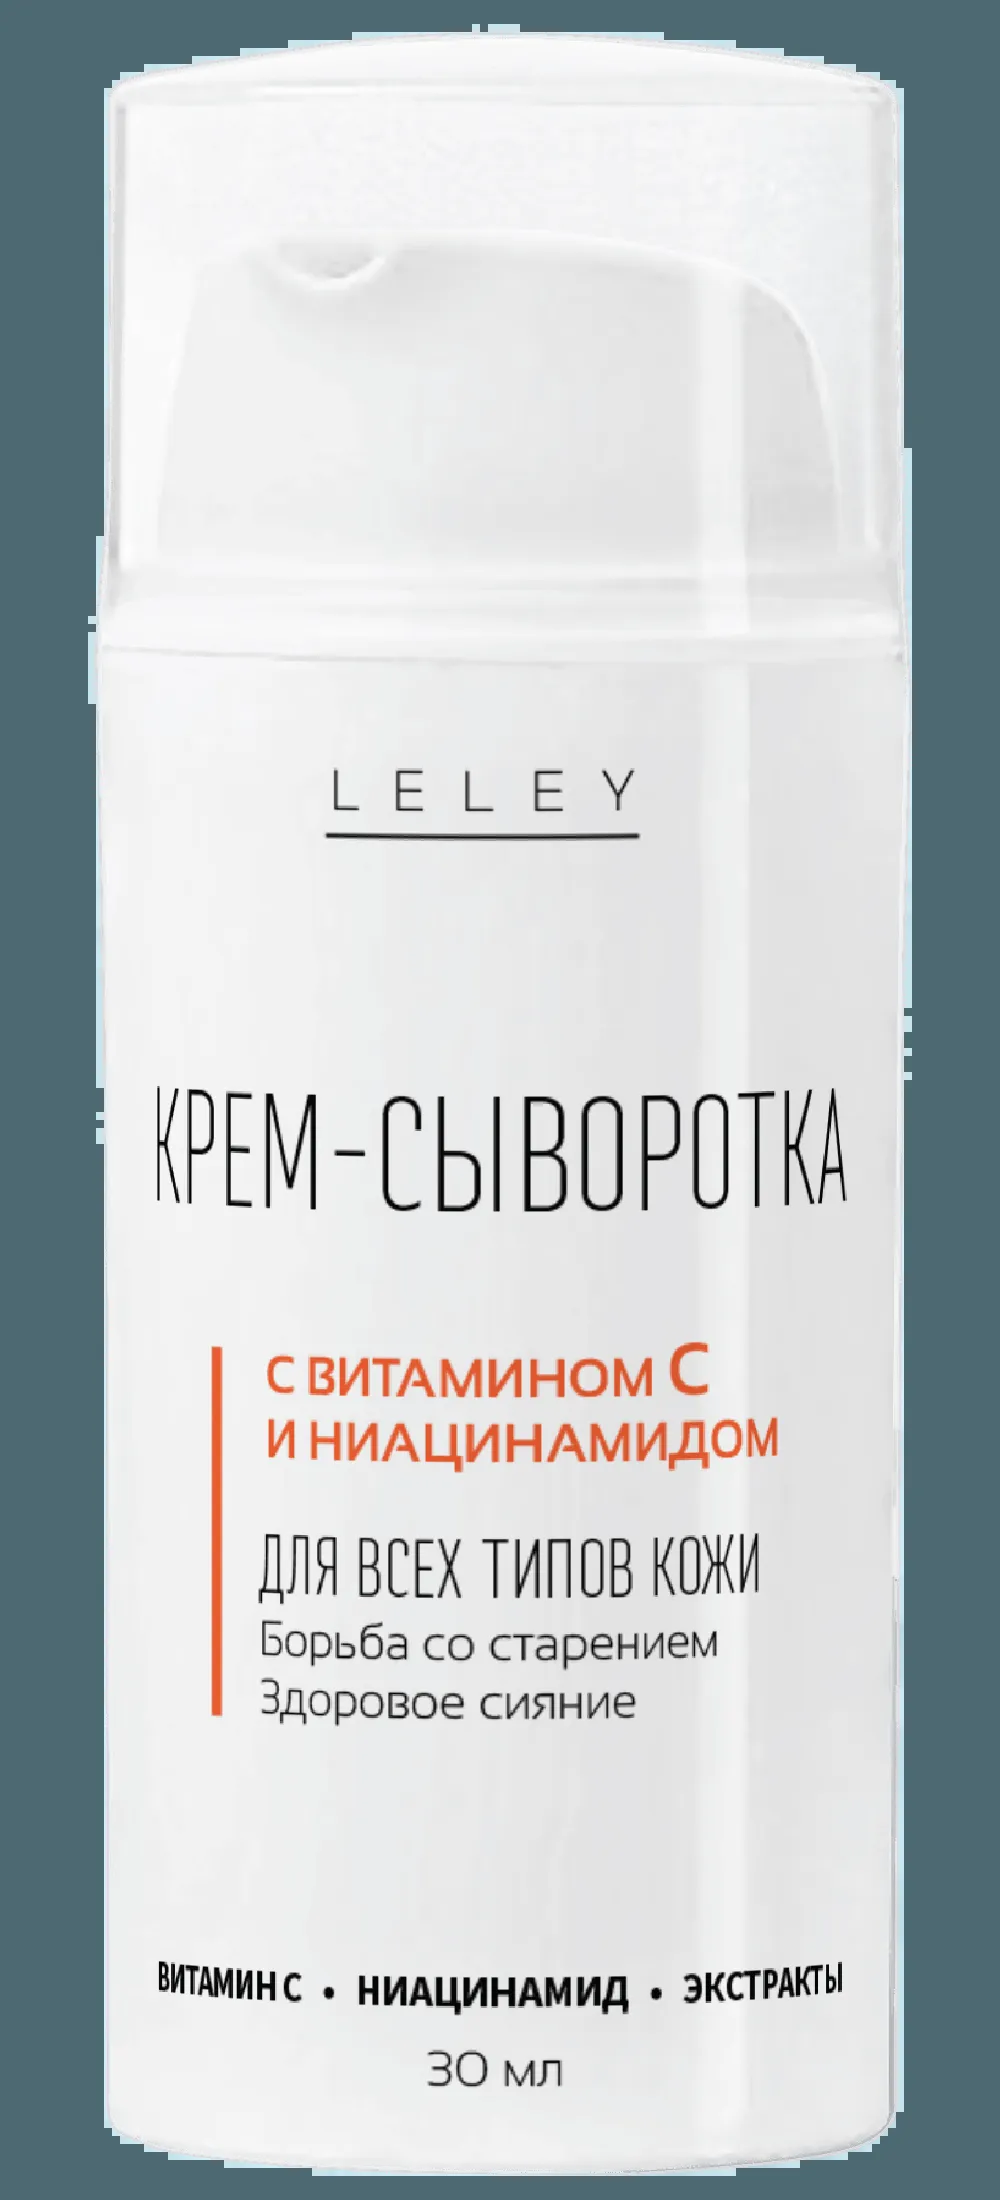 LELEY
КРЕМ-СЫВОРОТКА
С ВИТАМИНОМ С
И НИАЦИНАМИДОМ
ДЛЯ ВСЕХ ТИПОВ КОЖИ
Борьба со старением
Здоровое сияние
ВИТАМИН С • НИАЦИНАМИД • ЭКСТРАКТЫ
30 мл